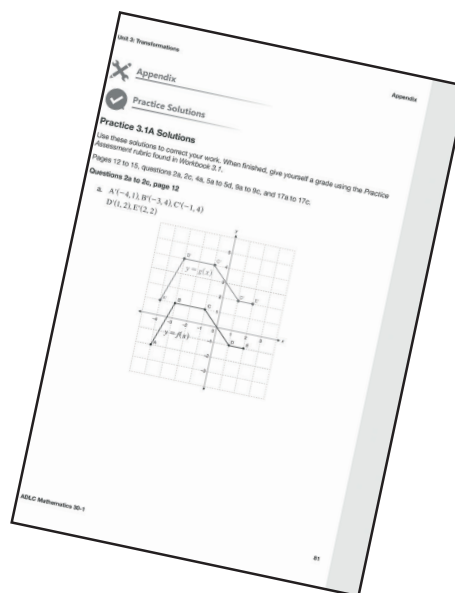 Unit 3: Transformations
Appendix
Appendix
Practice Solutions
Practice 3.1A Solutions
Use these solutions to correct your work. When finished, give yourself a grade using the Practice
Assessment rubric found in Workbook 3.1.
Pages 12 to 15, questions 2a, 2c, 4a, 5a to 5d, 9a to 9c, and 17a to 17c.
Questions 2a to 2c, page 12
a. A'(−4, 1), B'(−3, 4), C'(−1, 4)
D'(1, 2), E'(2, 2)
y = g(x)
y = f(x)
ADLC Mathematics 30-1
81